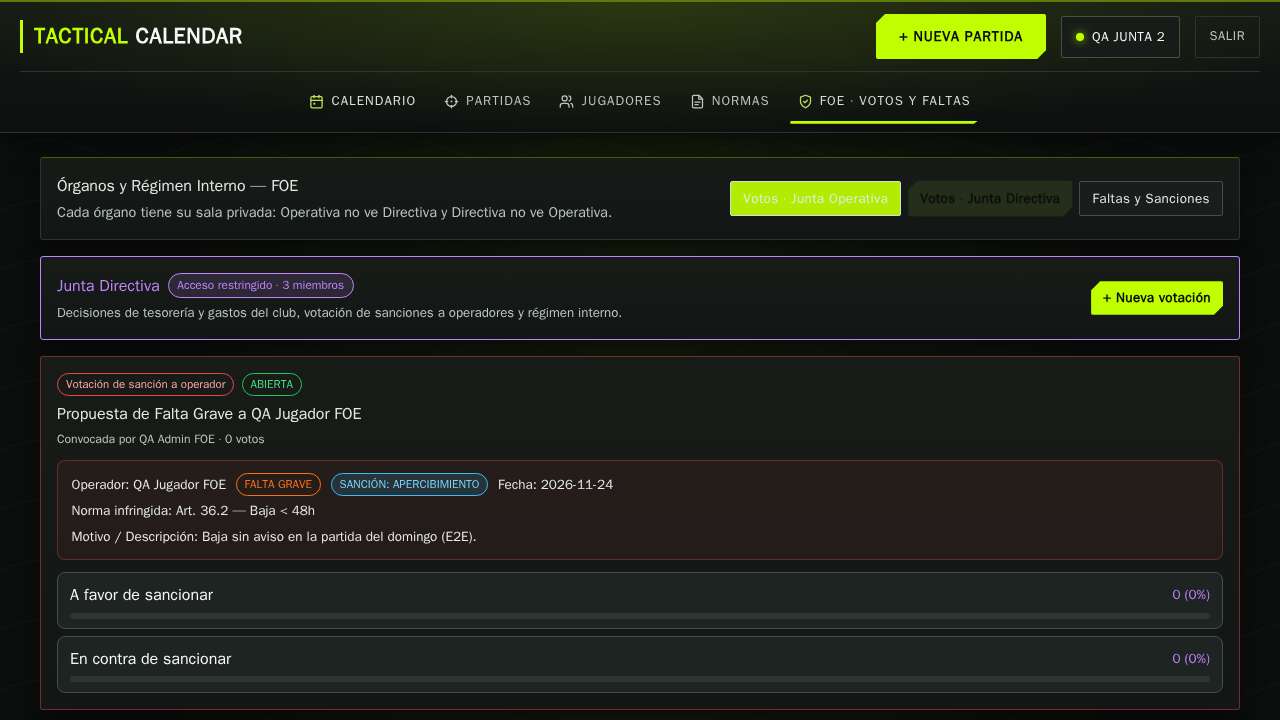 TACTICAL CALENDAR
+ NUEVA PARTIDA
QA JUNTA 2
SALIR
CALENDARIO
PARTIDAS
JUGADORES
NORMAS
FOE · VOTOS Y FALTAS
Órganos y Régimen Interno — FOE
Cada órgano tiene su sala privada: Operativa no ve Directiva y Directiva no ve Operativa.
Votos · Junta Operativa
Votos · Junta Directiva
Faltas y Sanciones
Junta Directiva
Acceso restringido · 3 miembros
Decisiones de tesorería y gastos del club, votación de sanciones a operadores y régimen interno.
+ Nueva votación
Votación de sanción a operador
ABIERTA
Propuesta de Falta Grave a QA Jugador FOE
Convocada por QA Admin FOE · 0 votos
Operador: QA Jugador FOE
FALTA GRAVE
SANCIÓN: APERCIBIMIENTO
Fecha: 2026-11-24
Norma infringida: Art. 36.2 — Baja < 48h
Motivo / Descripción: Baja sin aviso en la partida del domingo (E2E).
A favor de sancionar
0 (0%)
En contra de sancionar
0 (0%)